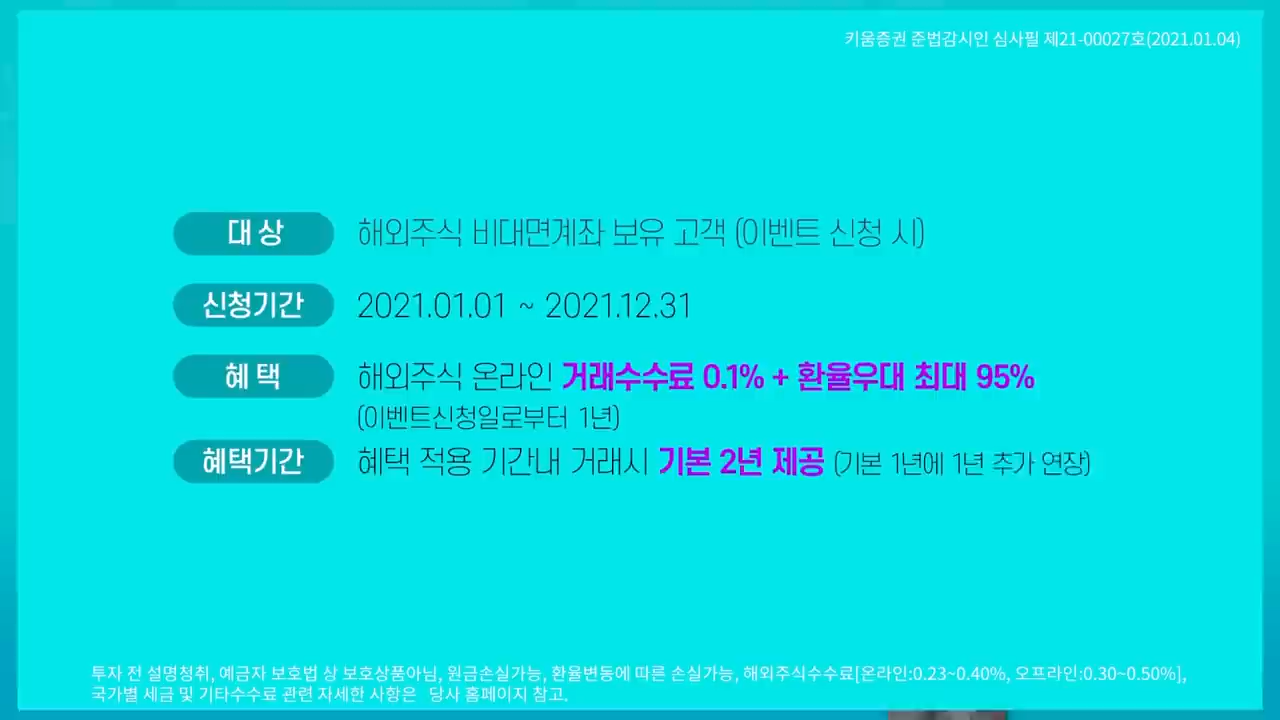 키움증권 준법감시인 심사필 제21-00027호(2021.01.04)
대 상 해외주식 비대면계좌 보유 고객 (이벤트 신청 시)
신청기간 2021.01.01 ~ 2021.12.31
혜 택 해외주식 온라인 거래수수료 0.1% + 환율우대 최대 95%
(이벤트신청일로부터 1년)
혜택기간 혜택 적용 기간내 거래시 기본 2년 제공 (기본 1년에 1년 추가 연장)
투자 전 설명청취, 예금자 보호법 상 보호상품아님, 원금손실가능, 환율변동에 따른 손실가능, 해외주식수수료[온라인:0.23~0.40%, 오프라인:0.30~0.50%],
국가별 세금 및 기타수수료 관련 자세한 사항은 당사 홈페이지 참고.